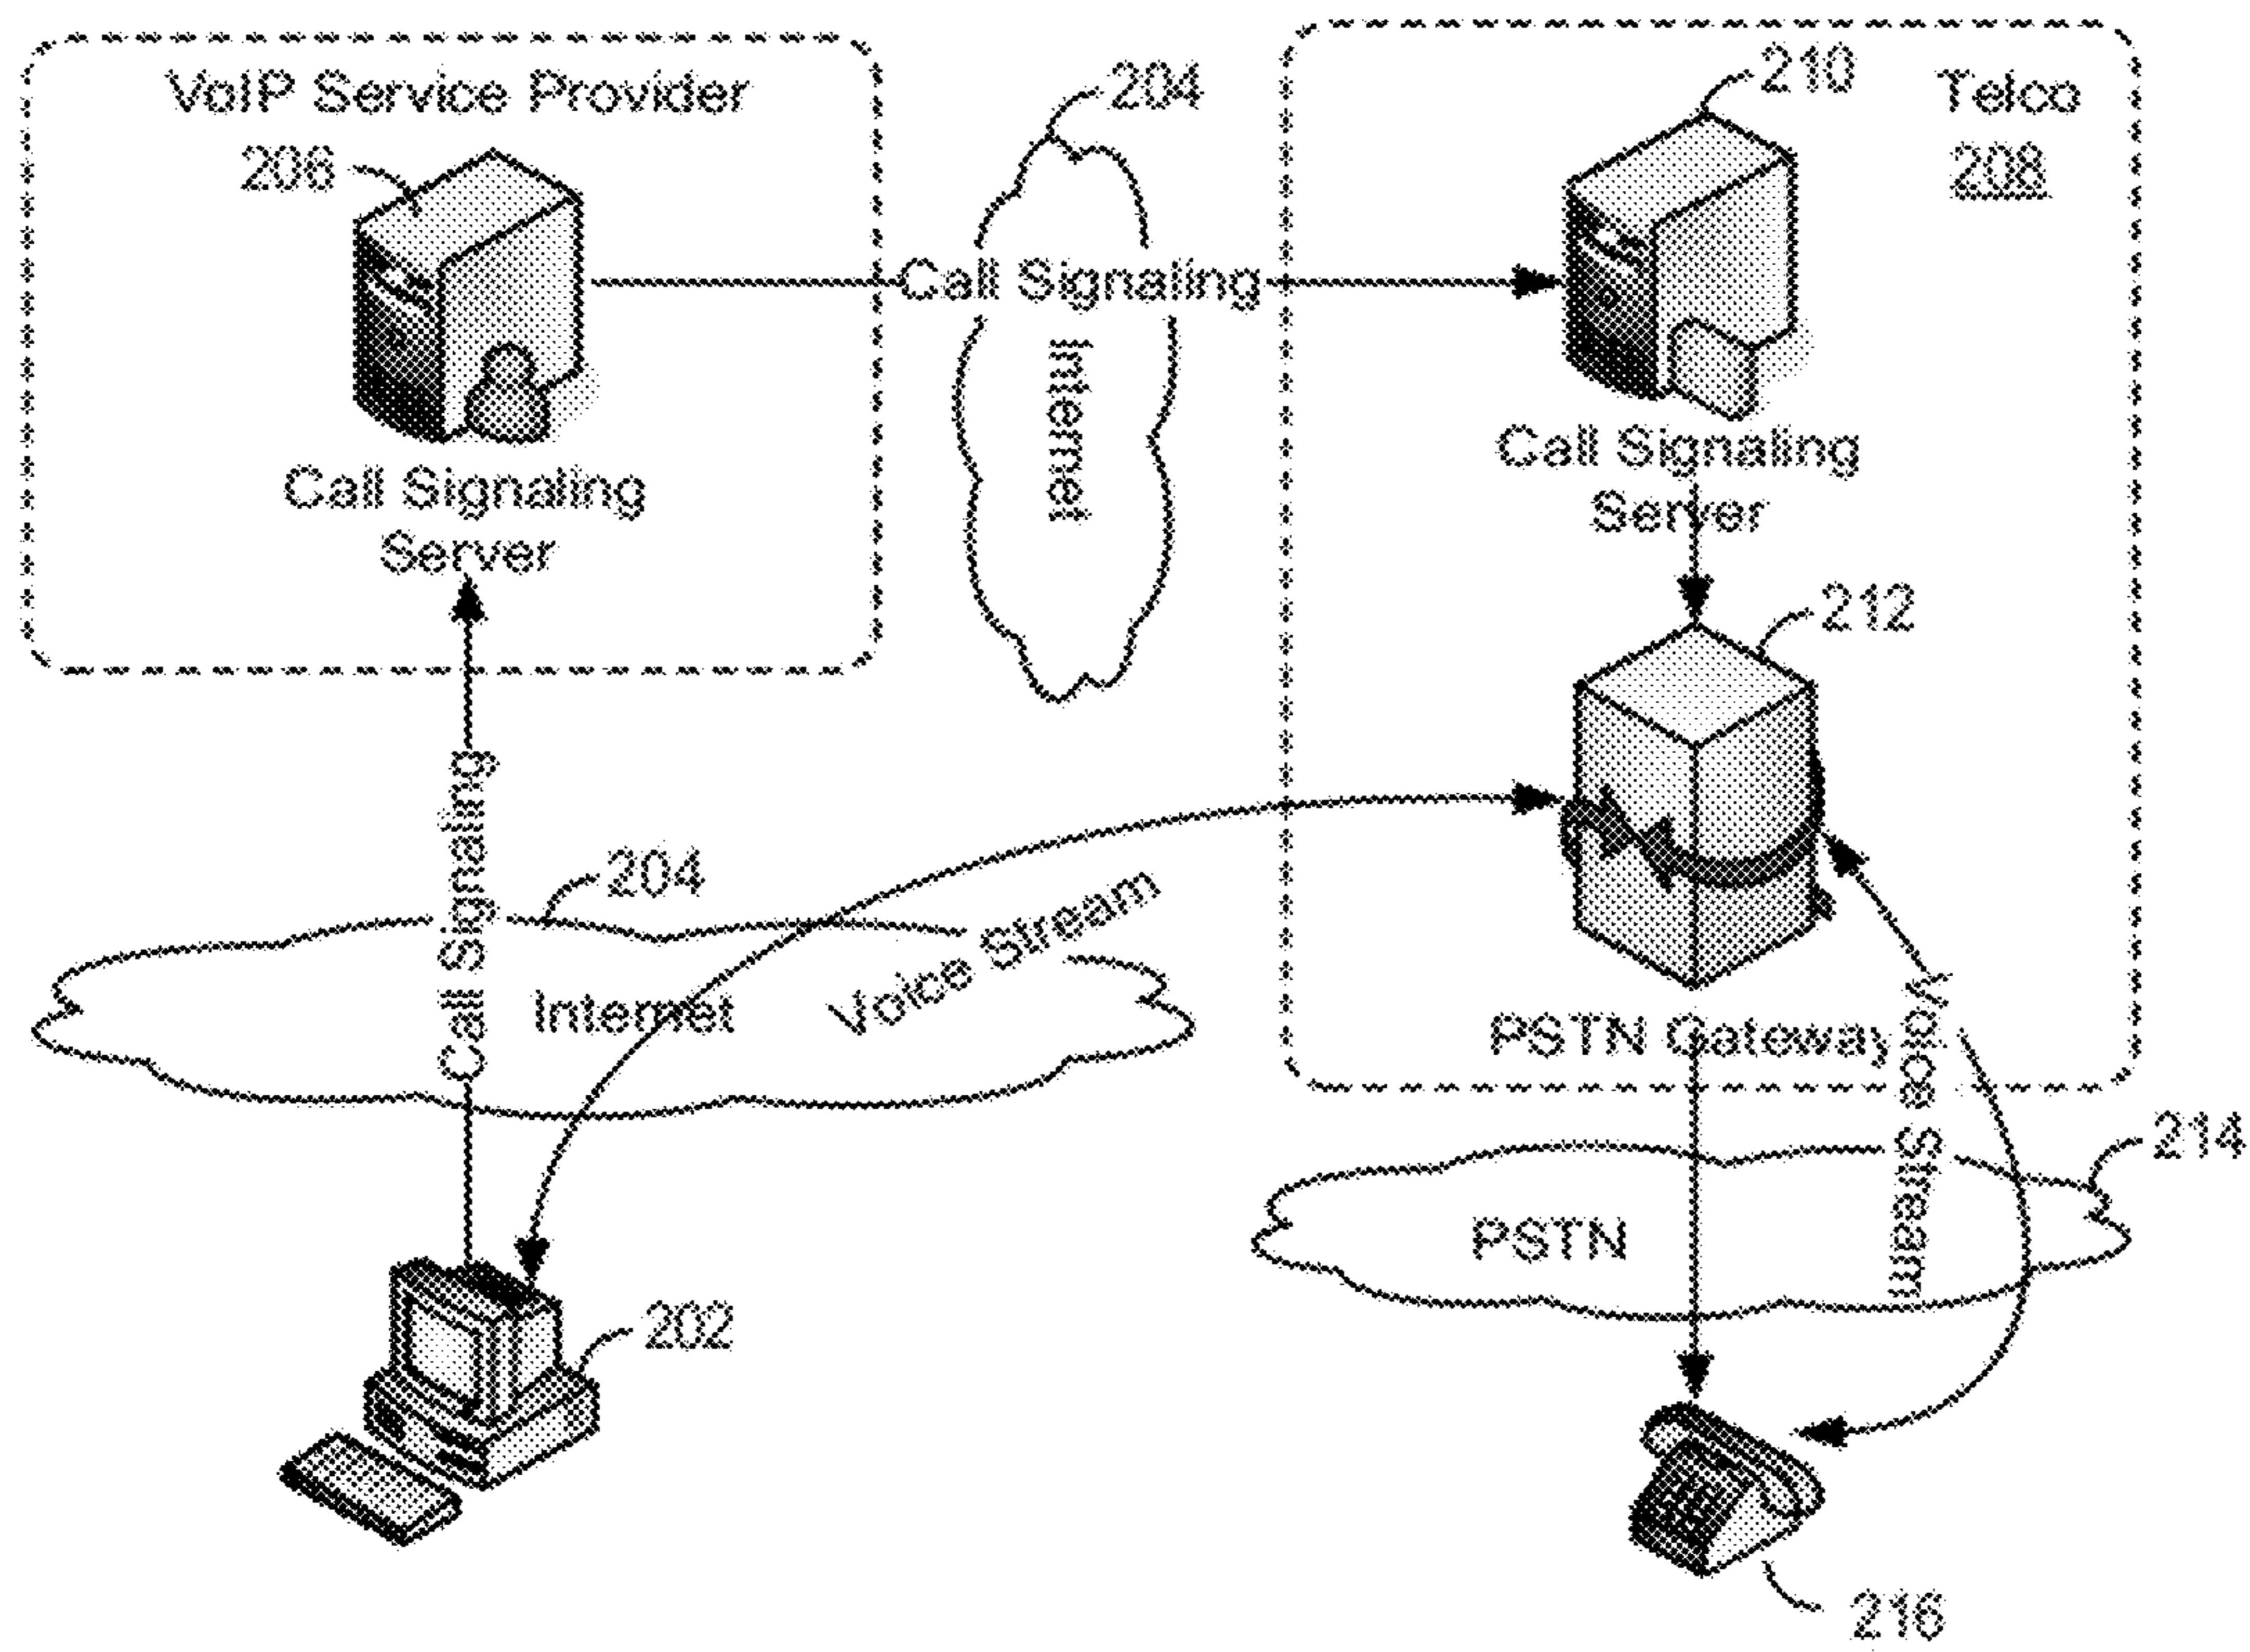 VoIP Service Provider
206
Call Signaling
Server
204
Call Signaling
Internet
210
Telco
208
Call Signaling
Server
212
PSTN Gateway
Call Signaling
204
Internet
Voice Stream
Voice Stream
214
PSTN
202
216